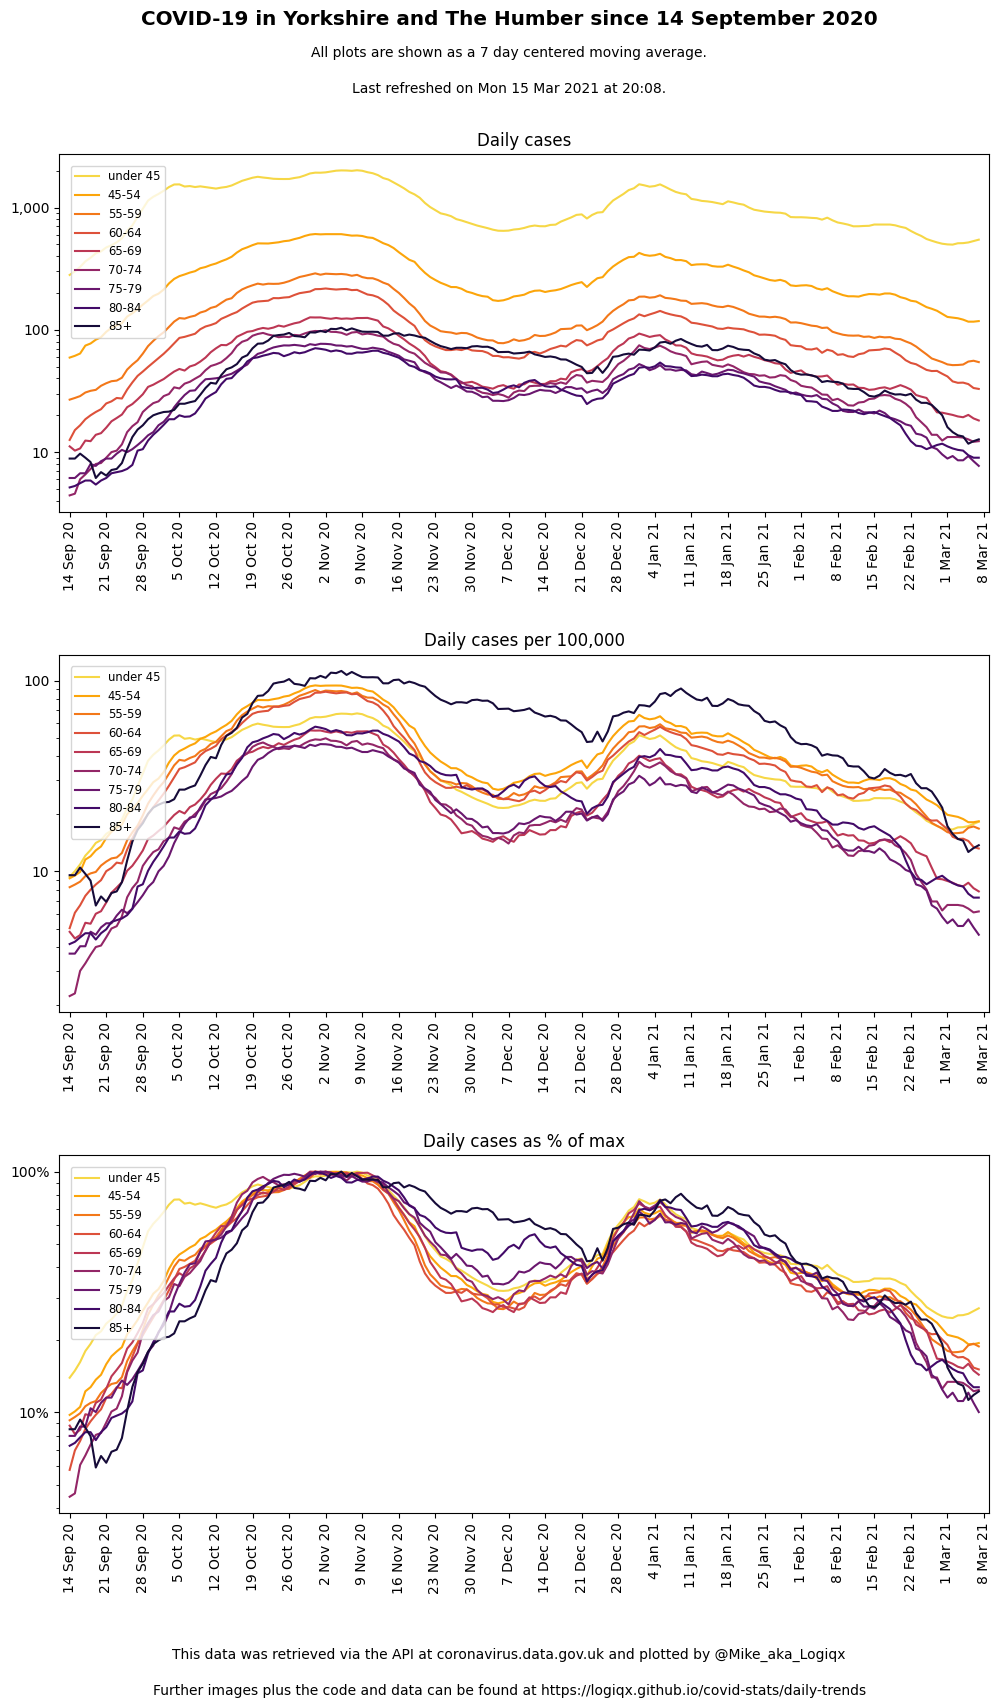 COVID-19 in Yorkshire and The Humber since 14 September 2020
All plots are shown as a 7 day centered moving average.
Last refreshed on Mon 15 Mar 2021 at 20:08.
Daily cases
under 45
45-54
55-59
60-64
65-69
70-74
75-79
80-84
85+
1,000
100
10
14 Sep 20
21 Sep 20
28 Sep 20
5 Oct 20
12 Oct 20
19 Oct 20
26 Oct 20
2 Nov 20
9 Nov 20
16 Nov 20
23 Nov 20
30 Nov 20
7 Dec 20
14 Dec 20
21 Dec 20
28 Dec 20
4 Jan 21
11 Jan 21
18 Jan 21
25 Jan 21
1 Feb 21
8 Feb 21
15 Feb 21
22 Feb 21
1 Mar 21
8 Mar 21
Daily cases per 100,000
under 45
45-54
55-59
60-64
65-69
70-74
75-79
80-84
85+
100
10
14 Sep 20
21 Sep 20
28 Sep 20
5 Oct 20
12 Oct 20
19 Oct 20
26 Oct 20
2 Nov 20
9 Nov 20
16 Nov 20
23 Nov 20
30 Nov 20
7 Dec 20
14 Dec 20
21 Dec 20
28 Dec 20
4 Jan 21
11 Jan 21
18 Jan 21
25 Jan 21
1 Feb 21
8 Feb 21
15 Feb 21
22 Feb 21
1 Mar 21
8 Mar 21
Daily cases as % of max
under 45
45-54
55-59
60-64
65-69
70-74
75-79
80-84
85+
100%
10%
14 Sep 20
21 Sep 20
28 Sep 20
5 Oct 20
12 Oct 20
19 Oct 20
26 Oct 20
2 Nov 20
9 Nov 20
16 Nov 20
23 Nov 20
30 Nov 20
7 Dec 20
14 Dec 20
21 Dec 20
28 Dec 20
4 Jan 21
11 Jan 21
18 Jan 21
25 Jan 21
1 Feb 21
8 Feb 21
15 Feb 21
22 Feb 21
1 Mar 21
8 Mar 21
This data was retrieved via the API at coronavirus.data.gov.uk and plotted by @Mike_aka_Logiqx
Further images plus the code and data can be found at https://logiqx.github.io/covid-stats/daily-trends